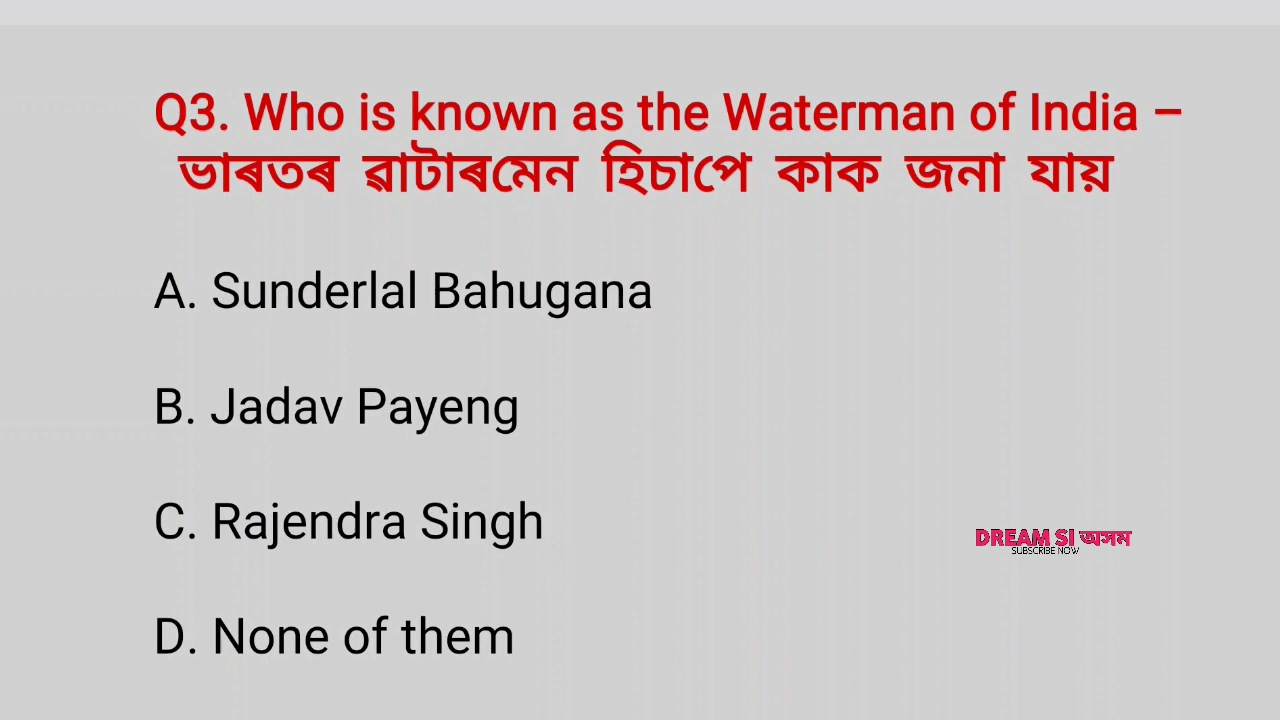 Q3. Who is known as the Waterman of India –
ভাৰতৰ ৱাটাৰমেন হিচাপে কাক জনা যায়
A. Sunderlal Bahugana
B. Jadav Payeng
C. Rajendra Singh
DREAM SI অসম
SUBSCRIBE NOW
D. None of them